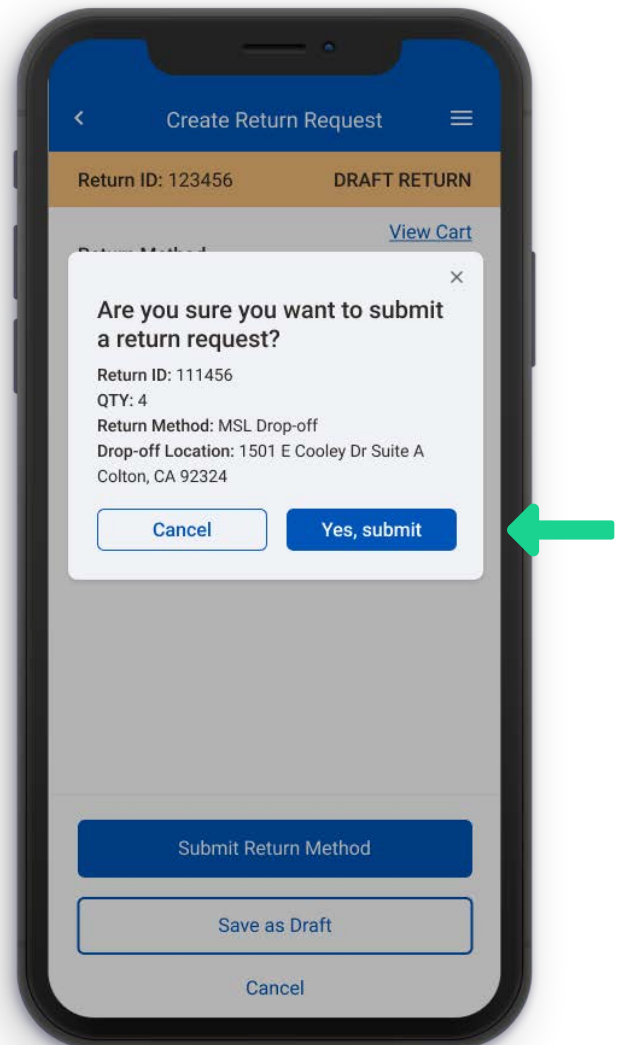 Create Return Request
Return ID: 123456 DRAFT RETURN
View Cart
Return Method
Are you sure you want to submit
a return request?
Return ID: 111456
QTY: 4
Return Method: MSL Drop-off
Drop-off Location: 1501 E Cooley Dr Suite A
Colton, CA 92324
Cancel Yes, submit
Submit Return Method
Save as Draft
Cancel